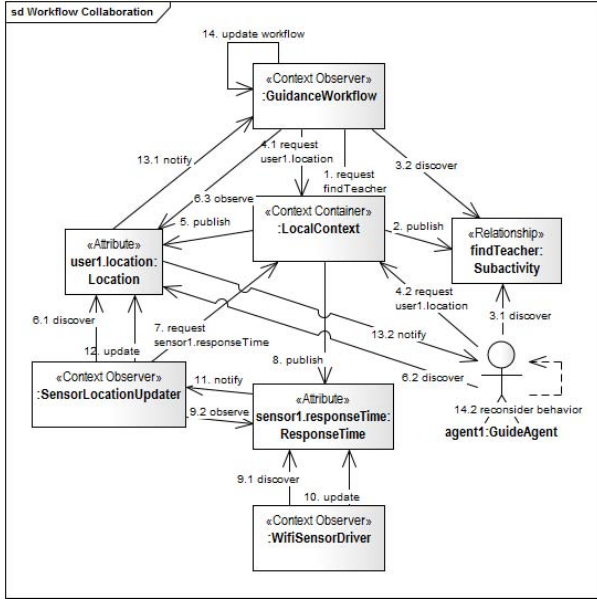 sd Workflow Collaboration
14. update workflow
«Context Observer»
:GuidanceWorkflow
4.1 request
user1.location
13.1 notify
1. request
findTeacher
3.2 discover
6.3 observe
5. publish
«Context Container»
:LocalContext
2. publish
«Attribute»
user1.location:
Location
«Relationship»
findTeacher:
Subactivity
4.2 request
user1.location
3.1 discover
6.1 discover
7. request
sensor1.responseTime
13.2 notify
12. update
8. publish
«Context Observer»
:SensorLocationUpdater
11. notify
6.2 discover
9.2 observe
«Attribute»
sensor1.responseTime:
ResponseTime
14.2 reconsider behavior
agent1:GuideAgent
9.1 discover
10. update
«Context Observer»
:WifiSensorDriver